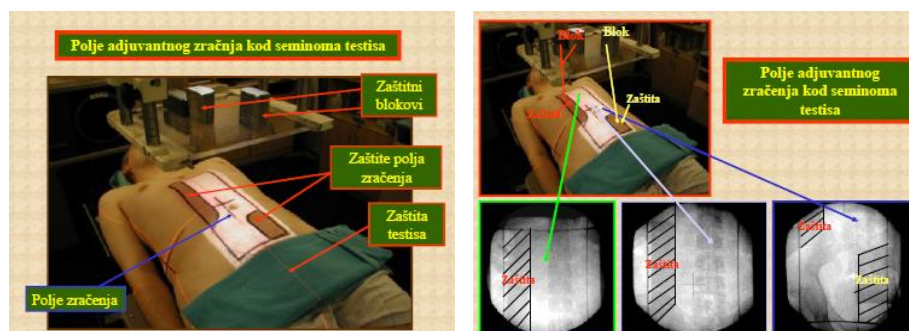 Polje adjuvantnog zračnja kod seminoma testisa
Zaštitni
blokovi
Zaštite polja
zračenja
Zaštita
testisa
Polje zračenja
Blok
Blok
Zaštita
Zaštita
Polje adjuvantnog
zračenja kod seminoma
testisa
Zaštita
Zaštita
Zaštita
Zaštita